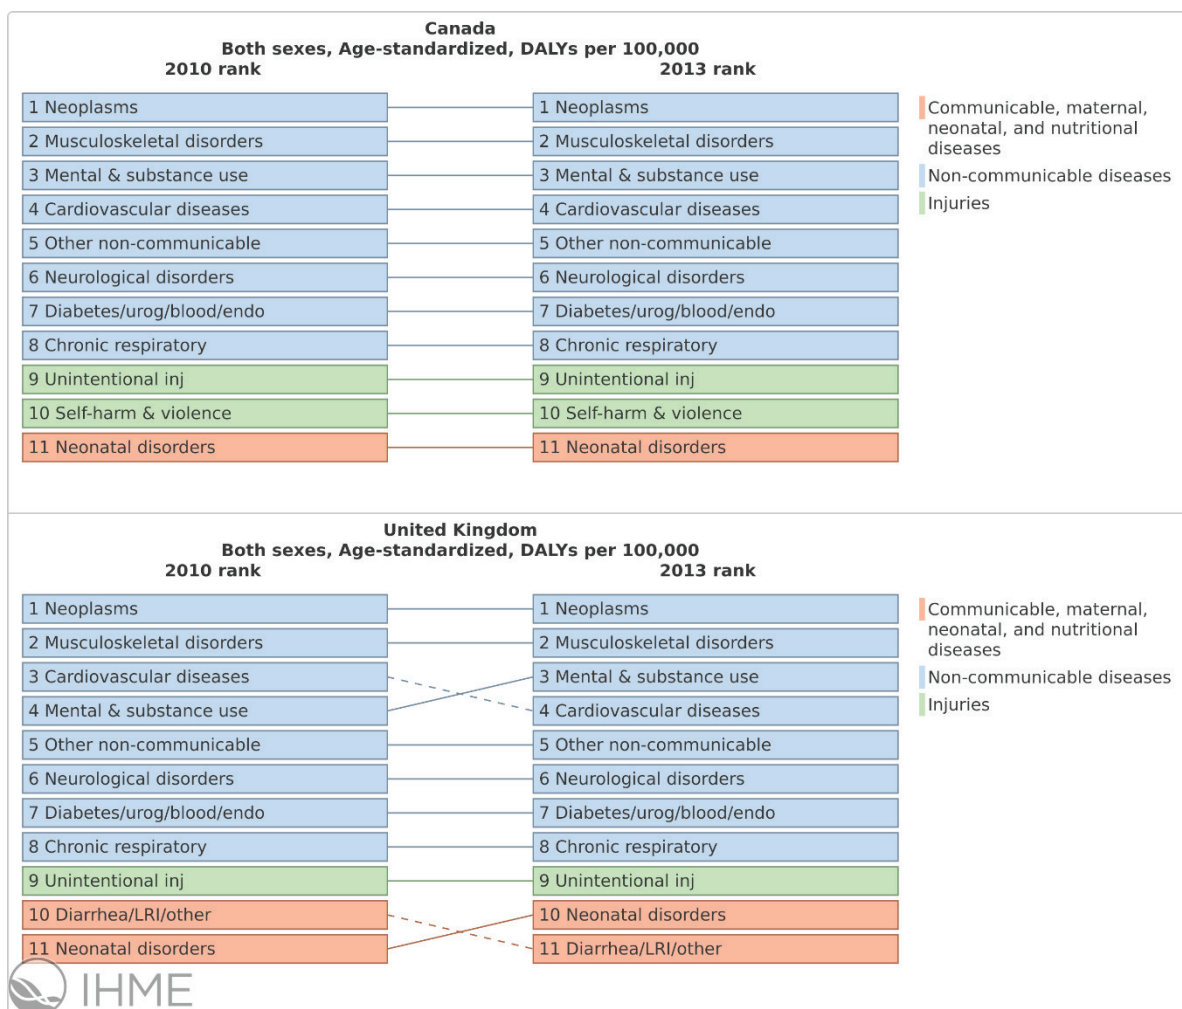 Canada
Both sexes, Age-standardized, DALYs per 100,000
2010 rank 2013 rank
1 Neoplasms 1 Neoplasms
2 Musculoskeletal disorders 2 Musculoskeletal disorders
3 Mental & substance use 3 Mental & substance use
4 Cardiovascular diseases 4 Cardiovascular diseases
5 Other non-communicable 5 Other non-communicable
6 Neurological disorders 6 Neurological disorders
7 Diabetes/urog/blood/endo 7 Diabetes/urog/blood/endo
8 Chronic respiratory 8 Chronic respiratory
9 Unintentional inj 9 Unintentional inj
10 Self-harm & violence 10 Self-harm & violence
11 Neonatal disorders 11 Neonatal disorders
Communicable, maternal,
neonatal, and nutritional
diseases
Non-communicable diseases
Injuries
United Kingdom
Both sexes, Age-standardized, DALYs per 100,000
2010 rank 2013 rank
1 Neoplasms 1 Neoplasms
2 Musculoskeletal disorders 2 Musculoskeletal disorders
3 Cardiovascular diseases 3 Mental & substance use
4 Mental & substance use 4 Cardiovascular diseases
5 Other non-communicable 5 Other non-communicable
6 Neurological disorders 6 Neurological disorders
7 Diabetes/urog/blood/endo 7 Diabetes/urog/blood/endo
8 Chronic respiratory 8 Chronic respiratory
9 Unintentional inj 9 Unintentional inj
10 Diarrhea/LRI/other 10 Neonatal disorders
11 Neonatal disorders 11 Diarrhea/LRI/other
Communicable, maternal,
neonatal, and nutritional
diseases
Non-communicable diseases
Injuries
IHME